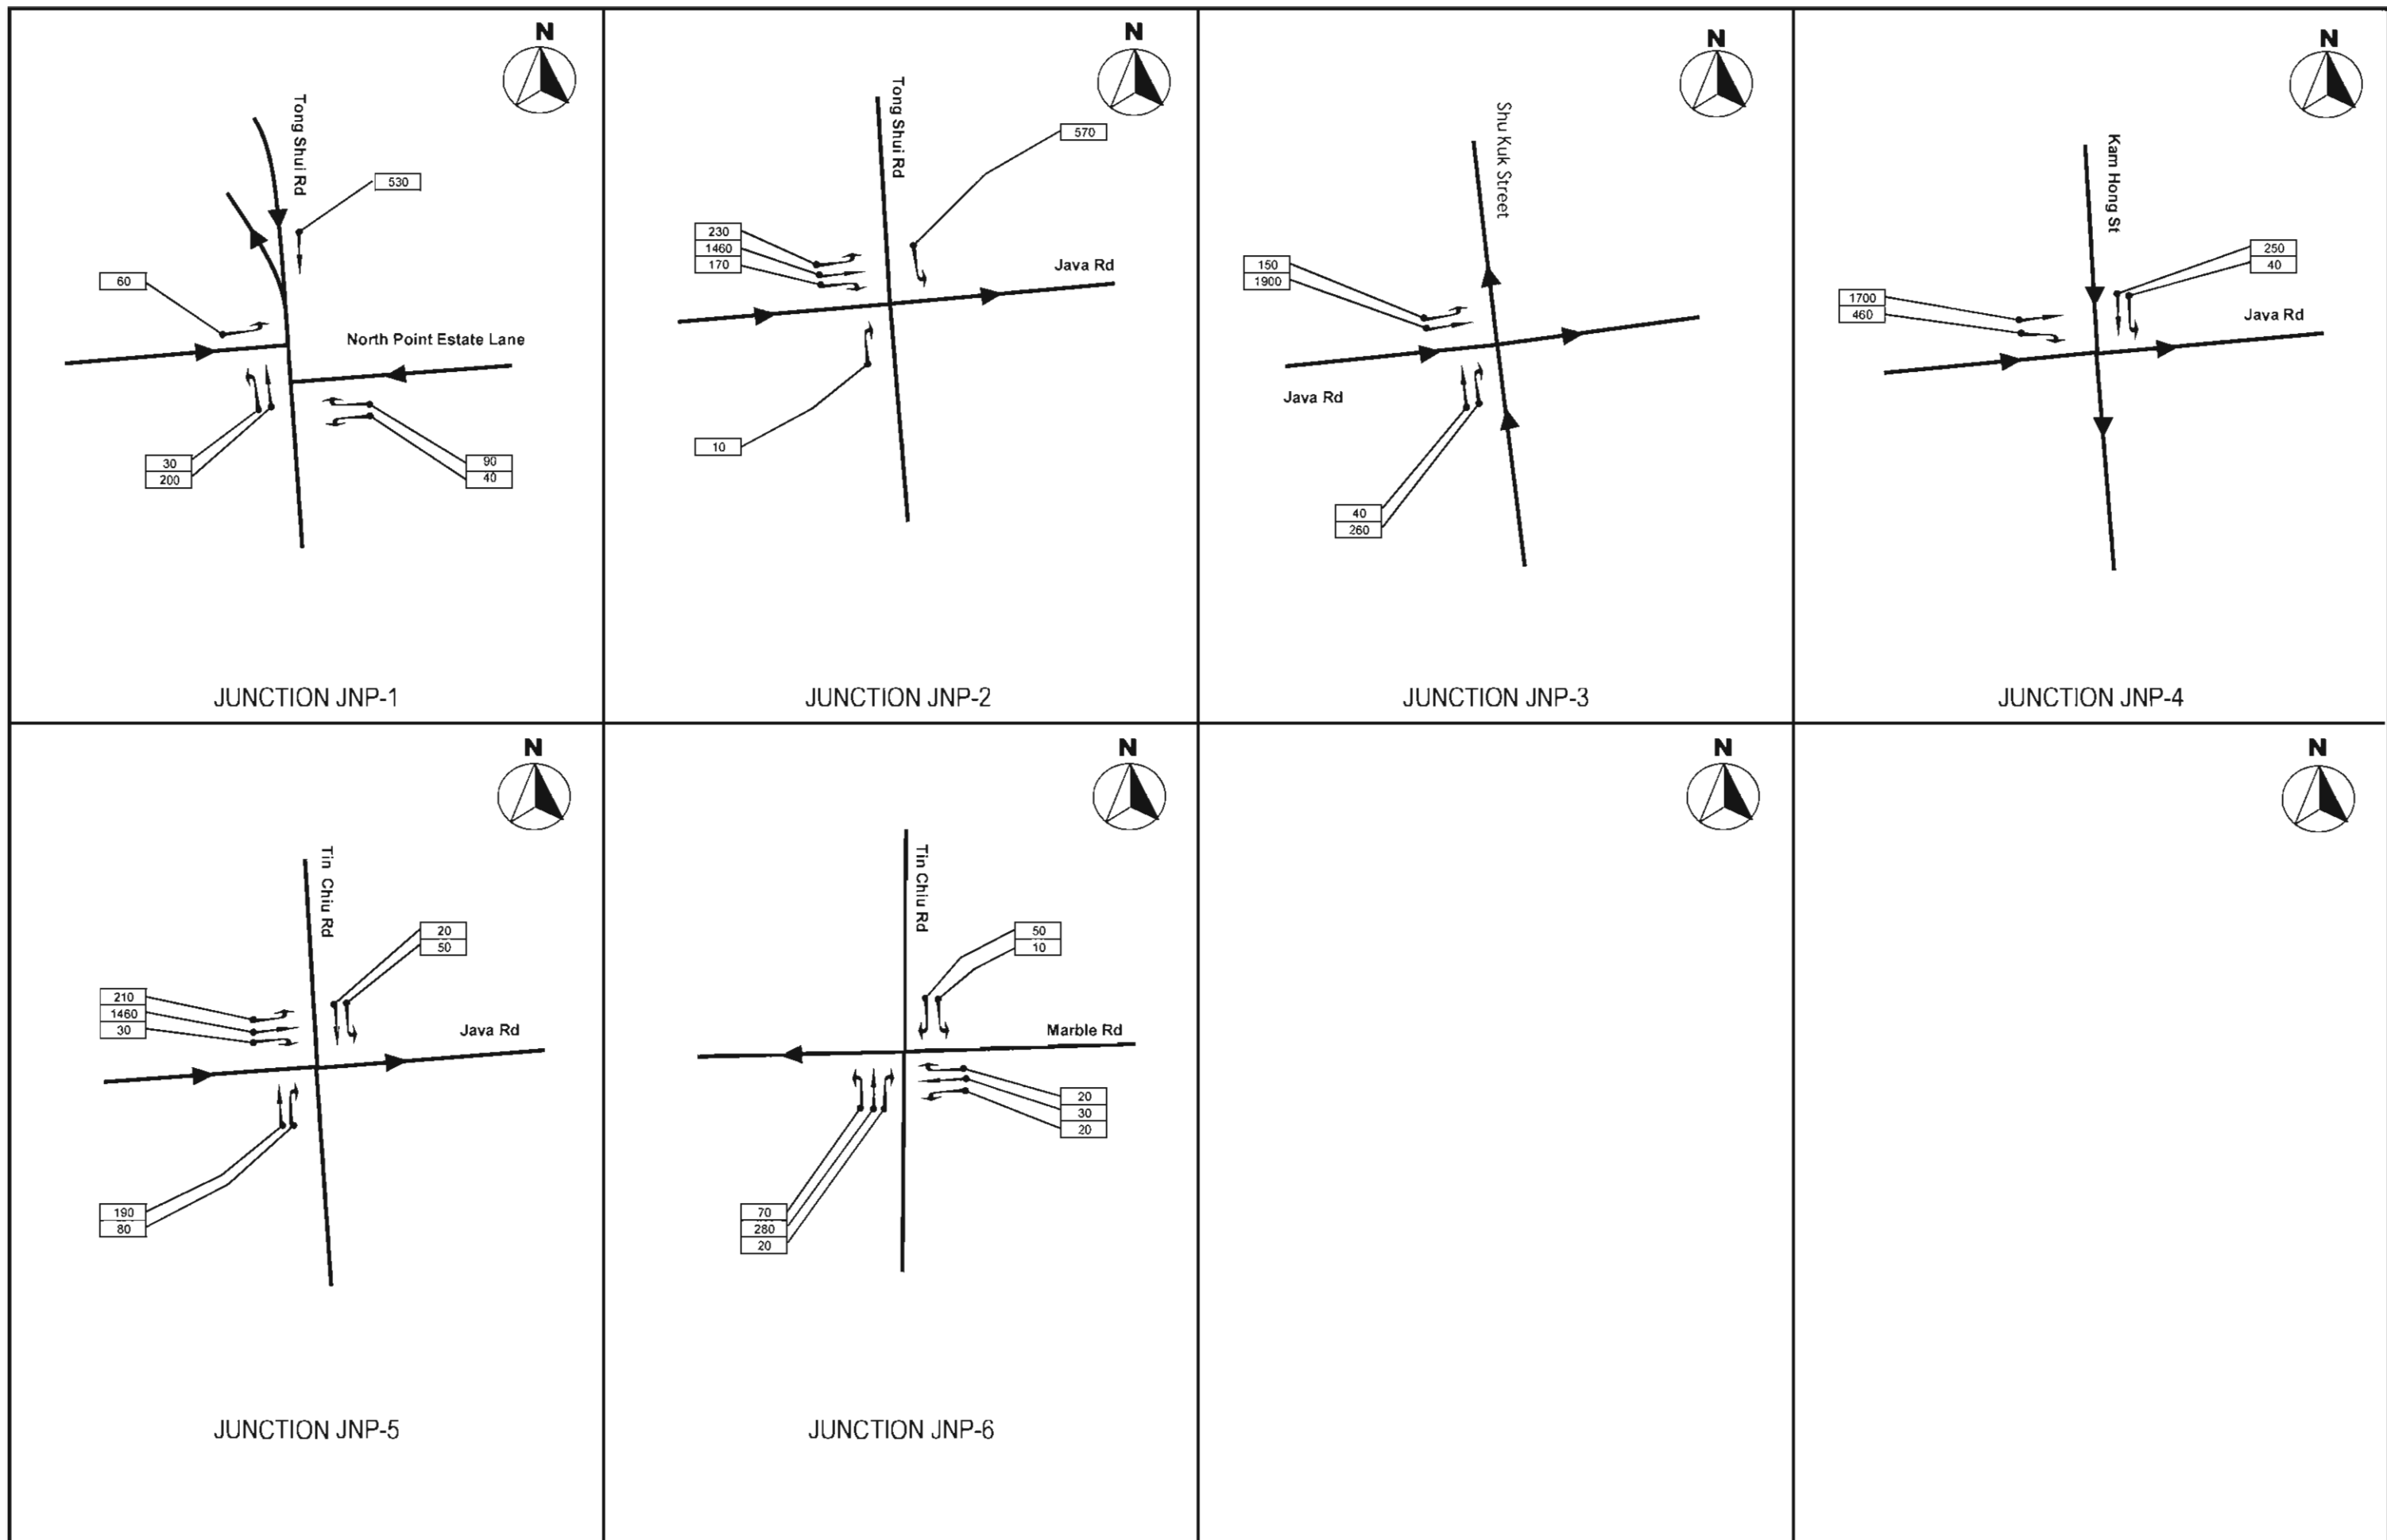 N
Tong Shui Rd
530
60
North Point Estate Lane
30
200
90
40
JUNCTION JNP-1
N
Tong Shui Rd
570
230
1460
170
Java Rd
10
JUNCTION JNP-2
N
Shu Kuk Street
150
1900
Java Rd
40
260
JUNCTION JNP-3
N
Kam Hong St
250
40
1700
460
Java Rd
JUNCTION JNP-4
N
Tin Chiu Rd
20
50
210
1460
30
Java Rd
190
80
JUNCTION JNP-5
N
Tin Chiu Rd
50
10
Marble Rd
20
30
20
70
280
20
JUNCTION JNP-6
N
N